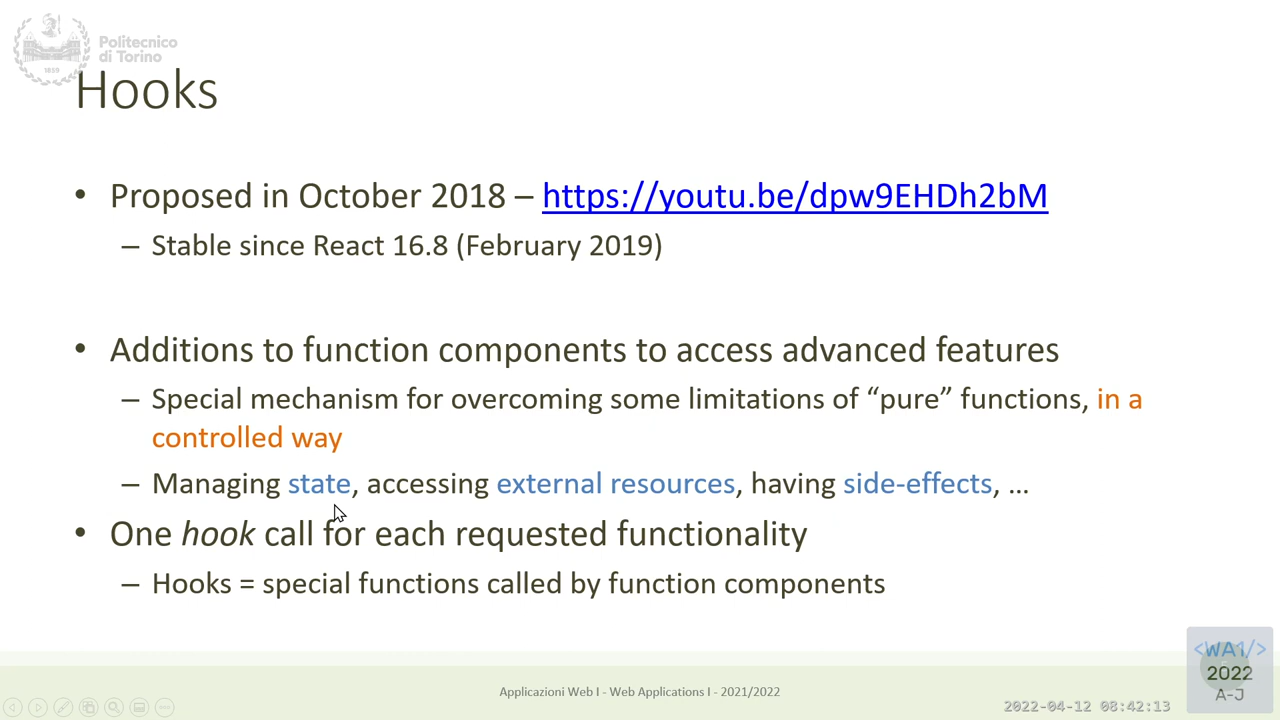 Politecnico
di Torino
1859
Hooks
• Proposed in October 2018 – https://youtu.be/dpw9EHDh2bM
– Stable since React 16.8 (February 2019)
• Additions to function components to access advanced features
– Special mechanism for overcoming some limitations of “pure” functions, in a
controlled way
– Managing state, accessing external resources, having side-effects, …
• One hook call for each requested functionality
– Hooks = special functions called by function components
Applicazioni Web I - Web Applications I - 2021/2022
<WA1/>
2022
A-J
2022-04-12 08:42:13